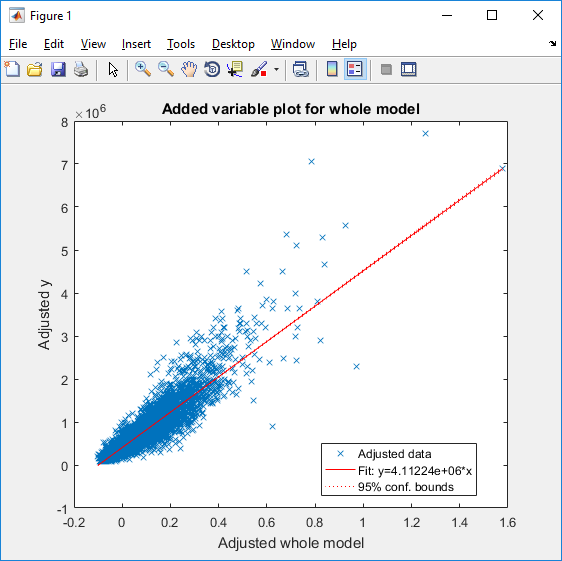 Figure 1
File Edit View Insert Tools Desktop Window Help
Added variable plot for whole model
×10^6
8
7
6
5
4
3
2
1
0
-1
Adjusted y
-0.2 0 0.2 0.4 0.6 0.8 1 1.2 1.4 1.6
Adjusted whole model
Adjusted data
Fit: y=4.11224e+06*x
95% conf. bounds